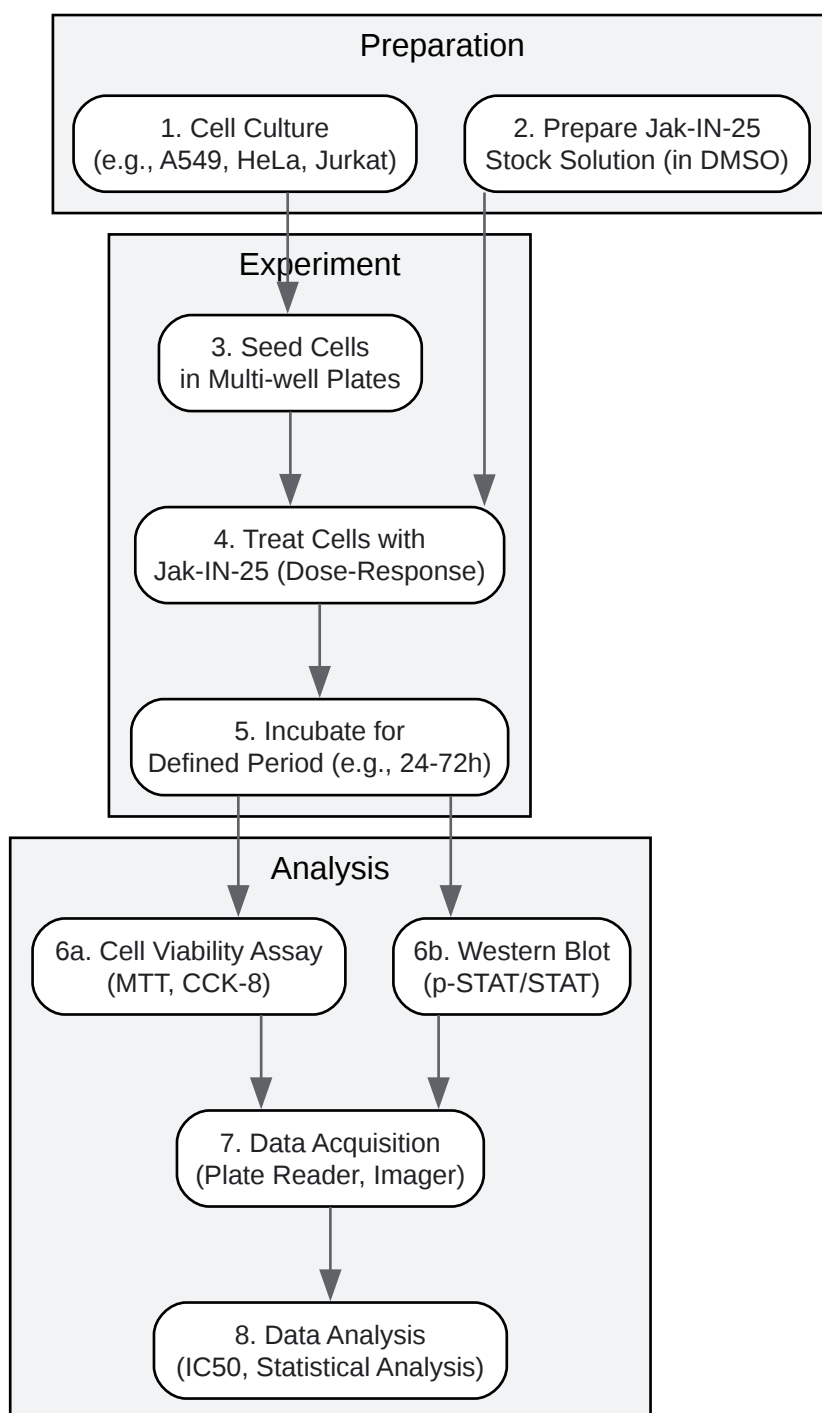 Preparation
1. Cell Culture
(e.g., A549, HeLa, Jurkat)
2. Prepare Jak-IN-25
Stock Solution (in DMSO)
Experiment
3. Seed Cells
in Multi-well Plates
4. Treat Cells with
Jak-IN-25 (Dose-Response)
5. Incubate for
Defined Period (e.g., 24-72h)
Analysis
6a. Cell Viability Assay
(MTT, CCK-8)
6b. Western Blot
(p-STAT/STAT)
7. Data Acquisition
(Plate Reader, Imager)
8. Data Analysis
(IC50, Statistical Analysis)